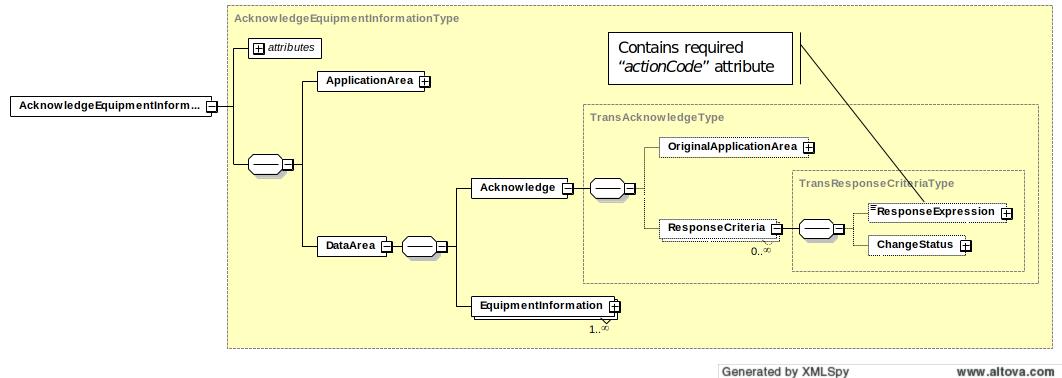 AcknowledgeEquipmentInformationType
attributes
Contains required
“actionCode” attribute
ApplicationArea
AcknowledgeEquipmentInform...
TransAcknowledgeType
OriginalApplicationArea
TransResponseCriteriaType
Acknowledge
ResponseExpression
ResponseCriteria
0..∞
ChangeStatus
DataArea
EquipmentInformation
1..∞
Generated by XMLSpy www.altova.com